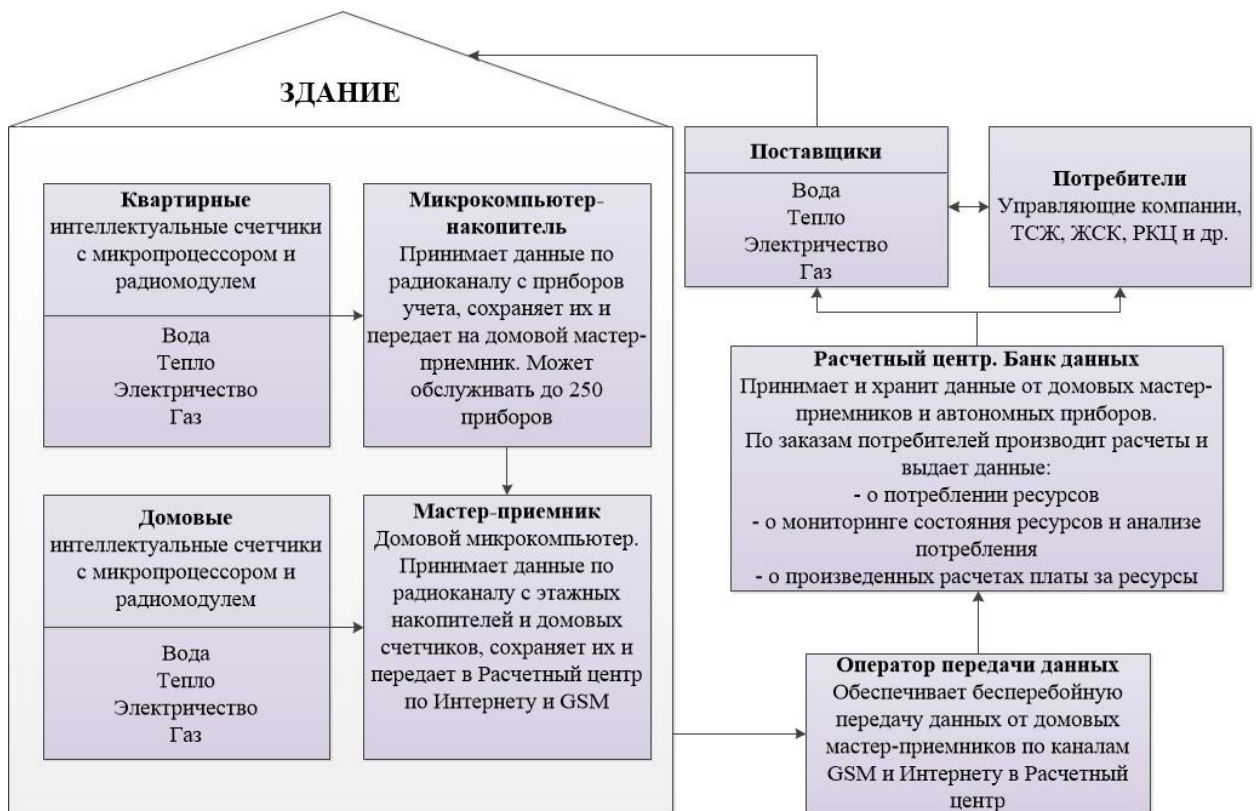 ЗДАНИЕ
Квартирные
интеллектуальные счетчики
с микропроцессором и
радиомодулем
Вода
Тепло
Электричество
Газ
Микрокомпьютер-
накопитель
Принимает данные по
радиоканалу с приборов
учета, сохраняет их и
передает на домовой мастер-
приемник. Может
обслуживать до 250
приборов
Домовые
интеллектуальные счетчики
с микропроцессором и
радиомодулем
Вода
Тепло
Электричество
Газ
Мастер-приемник
Домовой микрокомпьютер.
Принимает данные по
радиоканалу с этажных
накопителей и домовых
счетчиков, сохраняет их и
передает в Расчетный центр
по Интернету и GSM
Поставщики
Вода
Тепло
Электричество
Газ
Потребители
Управляющие компании,
ТСЖ, ЖСК, РКЦ и др.
Расчетный центр. Банк данных
Принимает и хранит данные от домовых мастер-
приемников и автономных приборов.
По заказам потребителей производит расчеты и
выдает данные:
- о потреблении ресурсов
- о мониторинге состояния ресурсов и анализе
потребления
- о произведенных расчетах платы за ресурсы
Оператор передачи данных
Обеспечивает бесперебойную
передачу данных от домовых
мастер-приемников по каналам
GSM и Интернету в Расчетный
центр